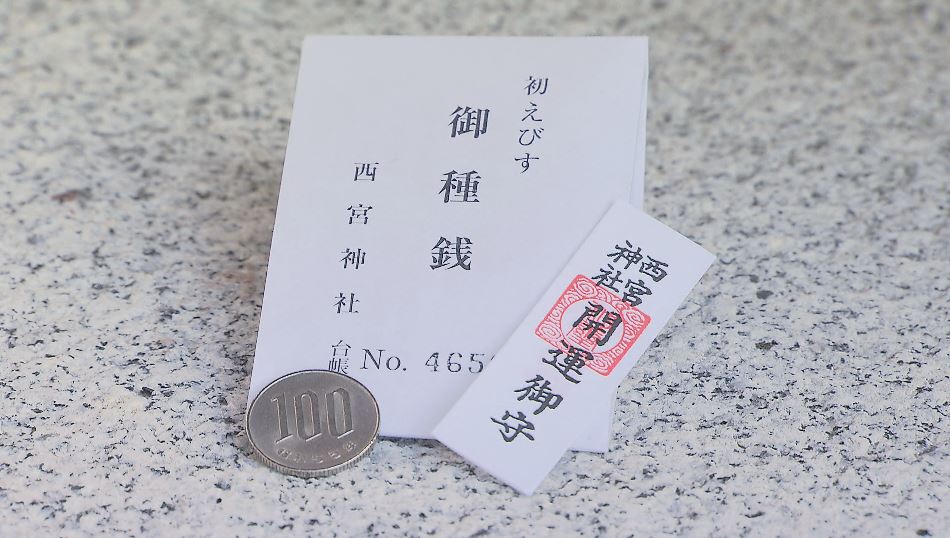 初えびす
御種銭
西宮神社
台帳 No. 465
西宮
神社
開運御守
100